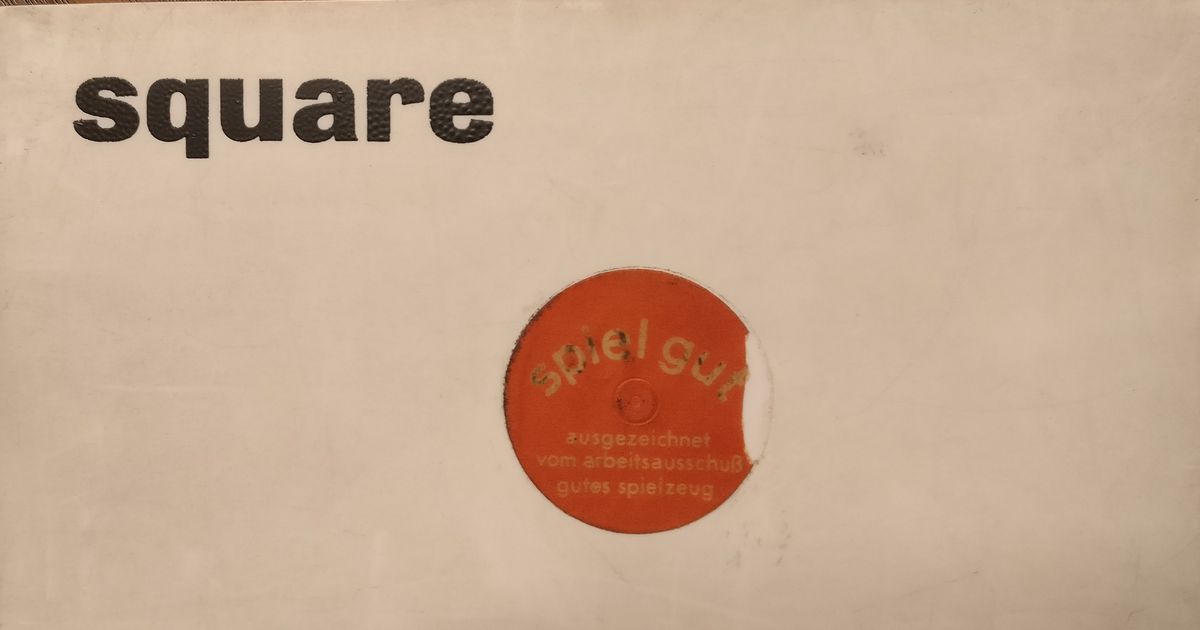 square
spiel gut
ausgezeichnet
vom arbeitsausschuß
gutes spielzeug